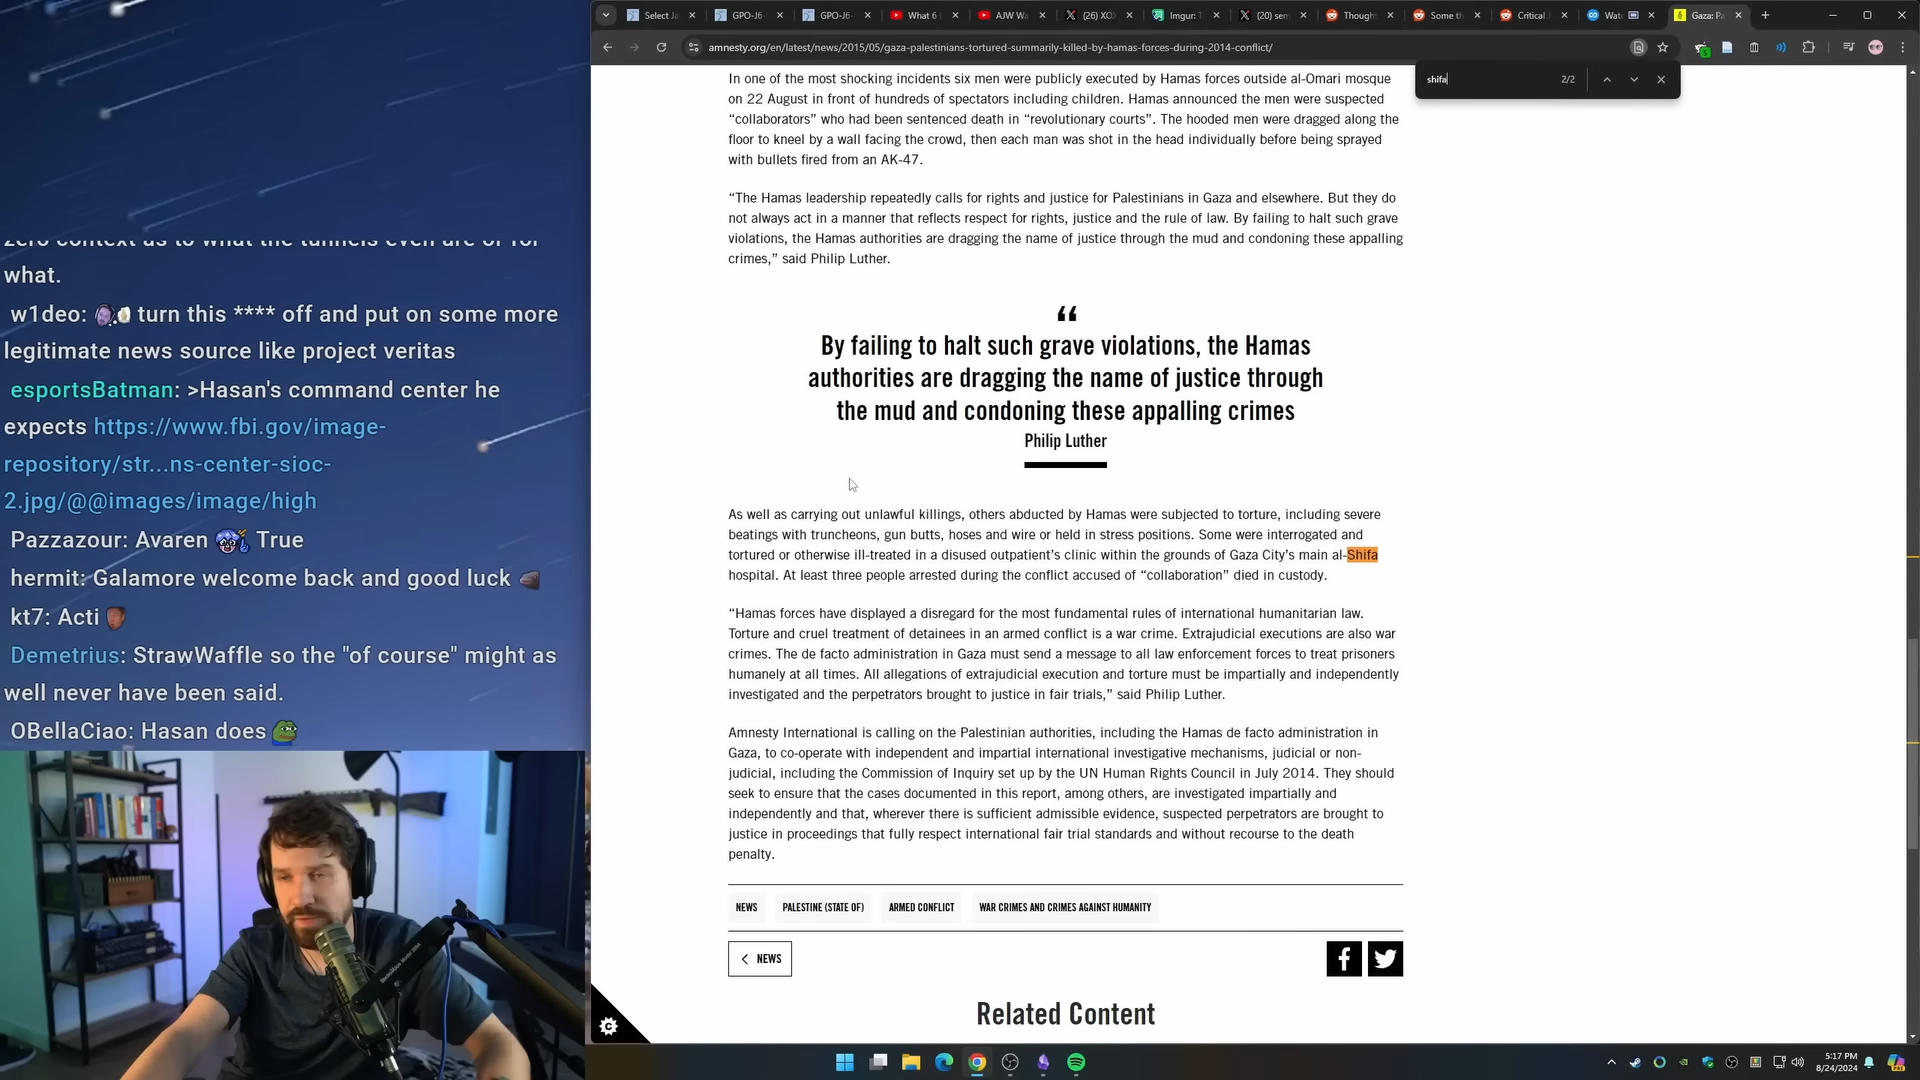 Select Ja
GPO-J6-
GPO-J6-
What 6 I
AJW Wa
(26) XO
Imgur: T
(20) sen
Though
Some th
Critical
Wat
Gaza: Pa
amnesty.org/en/latest/news/2015/05/gaza-palestinians-tortured-summarily-killed-by-hamas-forces-during-2014-conflict/
shifa
2/2
In one of the most shocking incidents six men were publicly executed by Hamas forces outside al-Omari mosque
on 22 August in front of hundreds of spectators including children. Hamas announced the men were suspected
“collaborators” who had been sentenced death in “revolutionary courts”. The hooded men were dragged along the
floor to kneel by a wall facing the crowd, then each man was shot in the head individually before being sprayed
with bullets fired from an AK-47.
“The Hamas leadership repeatedly calls for rights and justice for Palestinians in Gaza and elsewhere. But they do
not always act in a manner that reflects respect for rights, justice and the rule of law. By failing to halt such grave
violations, the Hamas authorities are dragging the name of justice through the mud and condoning these appalling
crimes,” said Philip Luther.
“
By failing to halt such grave violations, the Hamas
authorities are dragging the name of justice through
the mud and condoning these appalling crimes
Philip Luther
As well as carrying out unlawful killings, others abducted by Hamas were subjected to torture, including severe
beatings with truncheons, gun butts, hoses and wire or held in stress positions. Some were interrogated and
tortured or otherwise ill-treated in a disused outpatient’s clinic within the grounds of Gaza City’s main al-Shifa
hospital. At least three people arrested during the conflict accused of “collaboration” died in custody.
“Hamas forces have displayed a disregard for the most fundamental rules of international humanitarian law.
Torture and cruel treatment of detainees in an armed conflict is a war crime. Extrajudicial executions are also war
crimes. The de facto administration in Gaza must send a message to all law enforcement forces to treat prisoners
humanely at all times. All allegations of extrajudicial execution and torture must be impartially and independently
investigated and the perpetrators brought to justice in fair trials,” said Philip Luther.
Amnesty International is calling on the Palestinian authorities, including the Hamas de facto administration in
Gaza, to co-operate with independent and impartial international investigative mechanisms, judicial or non-
judicial, including the Commission of Inquiry set up by the UN Human Rights Council in July 2014. They should
seek to ensure that the cases documented in this report, among others, are investigated impartially and
independently and that, wherever there is sufficient admissible evidence, suspected perpetrators are brought to
justice in proceedings that fully respect international fair trial standards and without recourse to the death
penalty.
NEWS
PALESTINE (STATE OF)
ARMED CONFLICT
WAR CRIMES AND CRIMES AGAINST HUMANITY
NEWS
Related Content
zero context as to what the tunnels even are or for
what.
w1deo: turn this **** off and put on some more
legitimate news source like project veritas
esportsBatman: >Hasan's command center he
expects https://www.fbi.gov/image-
repository/str...ns-center-sioc-
2.jpg/@@images/image/high
Pazzazour: Avaren True
hermit: Galamore welcome back and good luck
kt7: Acti
Demetrius: StrawWaffle so the "of course" might as
well never have been said.
OBellaCiao: Hasan does
5:17 PM
8/24/2024